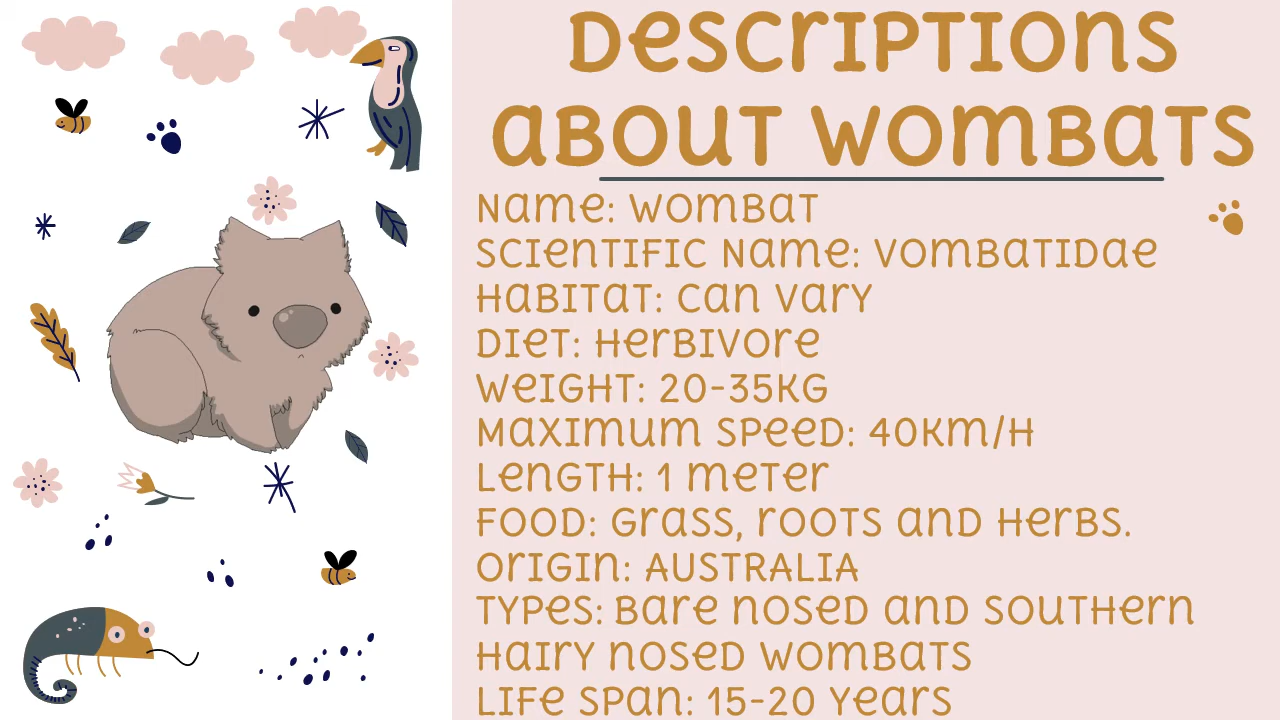 Descriptions
about wombats
Name: Wombat
Scientific Name: Vombatidae
Habitat: Can vary
Diet: Herbivore
Weight: 20-35kg
Maximum Speed: 40km/h
Length: 1 meter
Food: Grass, roots and Herbs.
Origin: AUSTRALIA
Types: Bare nosed and southern
Hairy nosed wombats
Life span: 15-20 years